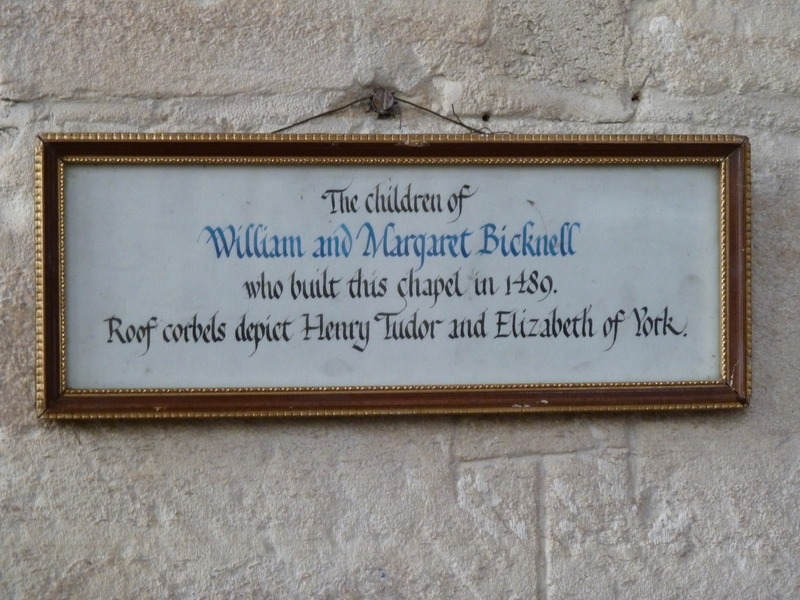 The children of
William and Margaret Bicknell
who built this chapel in 1489.
Roof corbels depict Henry Tudor and Elizabeth of York.